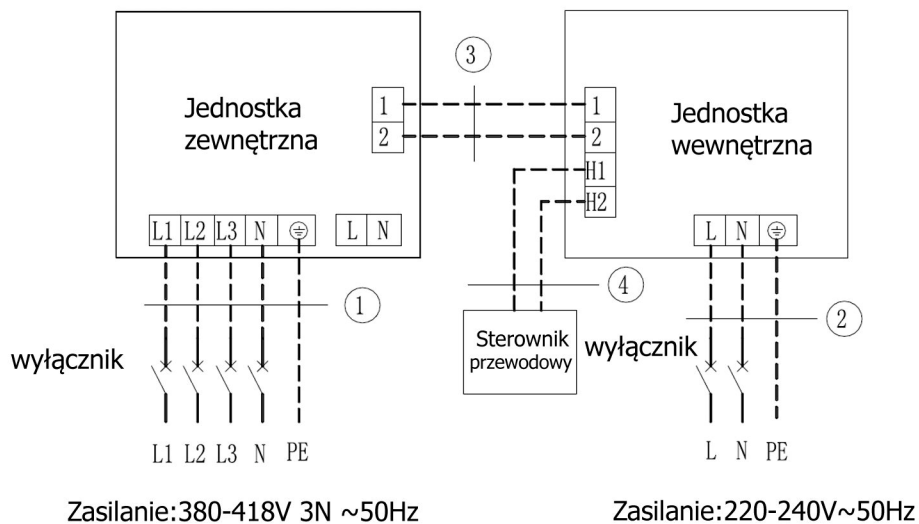 Jednostka
zewnętrzna
1
2
③
1
2
H1
H2
Jednostka
wewnętrzna
L1 L2 L3 N ⏚ L N
L N ⏚
①
④
②
wyłącznik
Sterownik
przewodowy
wyłącznik
L1 L2 L3 N PE
L N PE
Zasilanie:380-418V 3N ~50Hz
Zasilanie:220-240V~50Hz